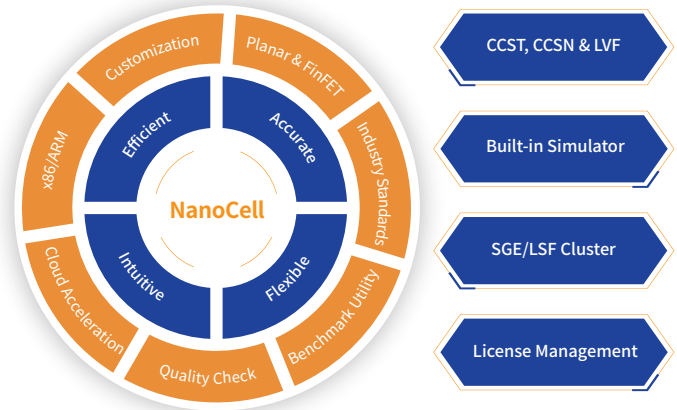 Customization
Planar & FinFET
Industry Standards
Benchmark Utility
Quality Check
Cloud Acceleration
x86/ARM
Efficient
Accurate
Flexible
Intuitive
NanoCell
CCST, CCSN & LVF
Built-in Simulator
SGE/LSF Cluster
License Management